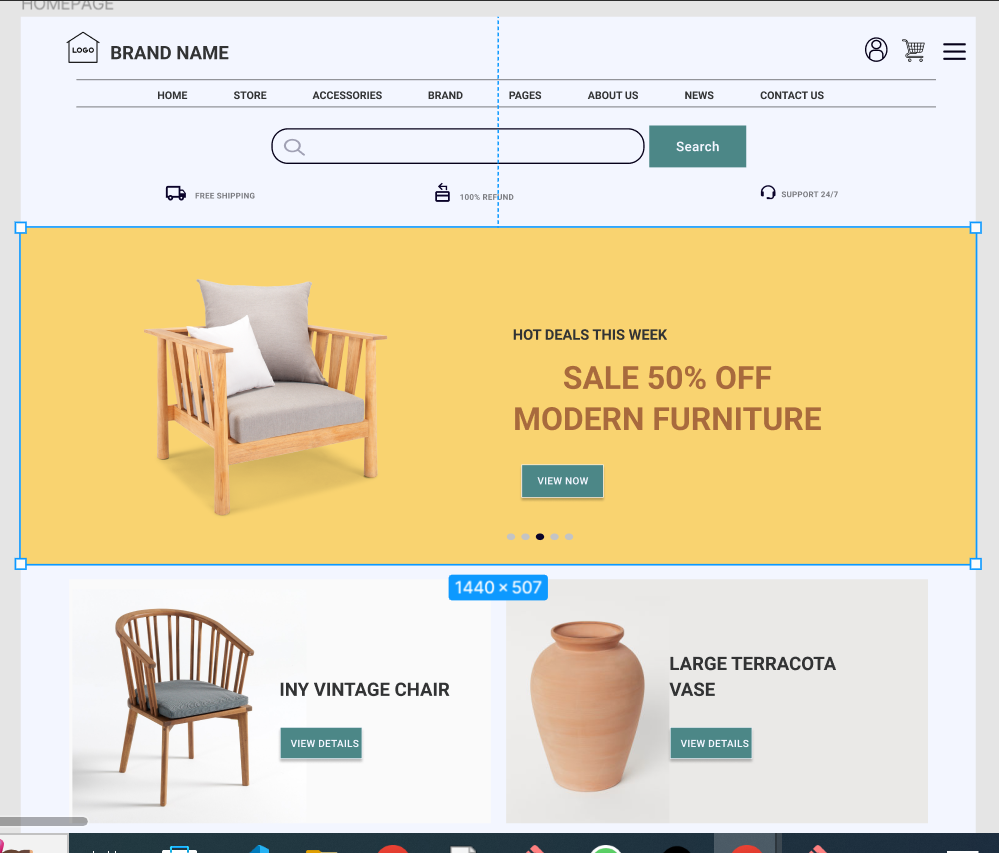 HOMEPAGE
LOGO
BRAND NAME
HOME STORE ACCESSORIES BRAND PAGES ABOUT US NEWS CONTACT US
Search
FREE SHIPPING 100% REFUND SUPPORT 24/7
HOT DEALS THIS WEEK
SALE 50% OFF
MODERN FURNITURE
VIEW NOW
1440 × 507
INY VINTAGE CHAIR
VIEW DETAILS
LARGE TERRACOTA
VASE
VIEW DETAILS